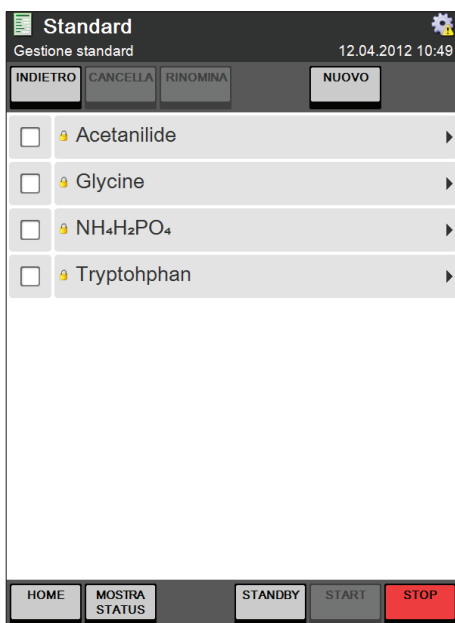 Standard
Gestione standard 12.04.2012 10:49
INDIETRO CANCELLA RINOMINA NUOVO
Acetanilide
Glycine
NH₄H₂PO₄
Tryptohphan
HOME MOSTRA STATUS STANDBY START STOP